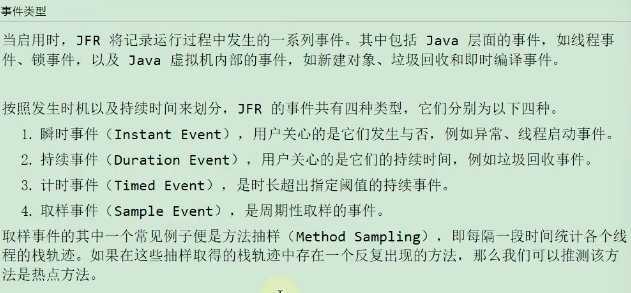 事件类型
当启用时，JFR 将记录运行过程中发生的一系列事件。其中包括 Java 层面的事件，如线程事
件、锁事件，以及 Java 虚拟机内部的事件，如新建对象、垃圾回收和即时编译事件。
按照发生时机以及持续时间来划分，JFR 的事件共有四种类型，它们分别为以下四种。
1. 瞬时事件（Instant Event），用户关心的是它们发生与否，例如异常、线程启动事件。
2. 持续事件（Duration Event），用户关心的是它们的持续时间，例如垃圾回收事件。
3. 计时事件（Timed Event），是时长超出指定阈值的持续事件。
4. 取样事件（Sample Event），是周期性取样的事件。
取样事件的其中一个常见例子便是方法抽样（Method Sampling），即每隔一段时间统计各个线
程的栈轨迹。如果在这些抽样取得的栈轨迹中存在一个反复出现的方法，那么我们可以推测该方
法是热点方法。